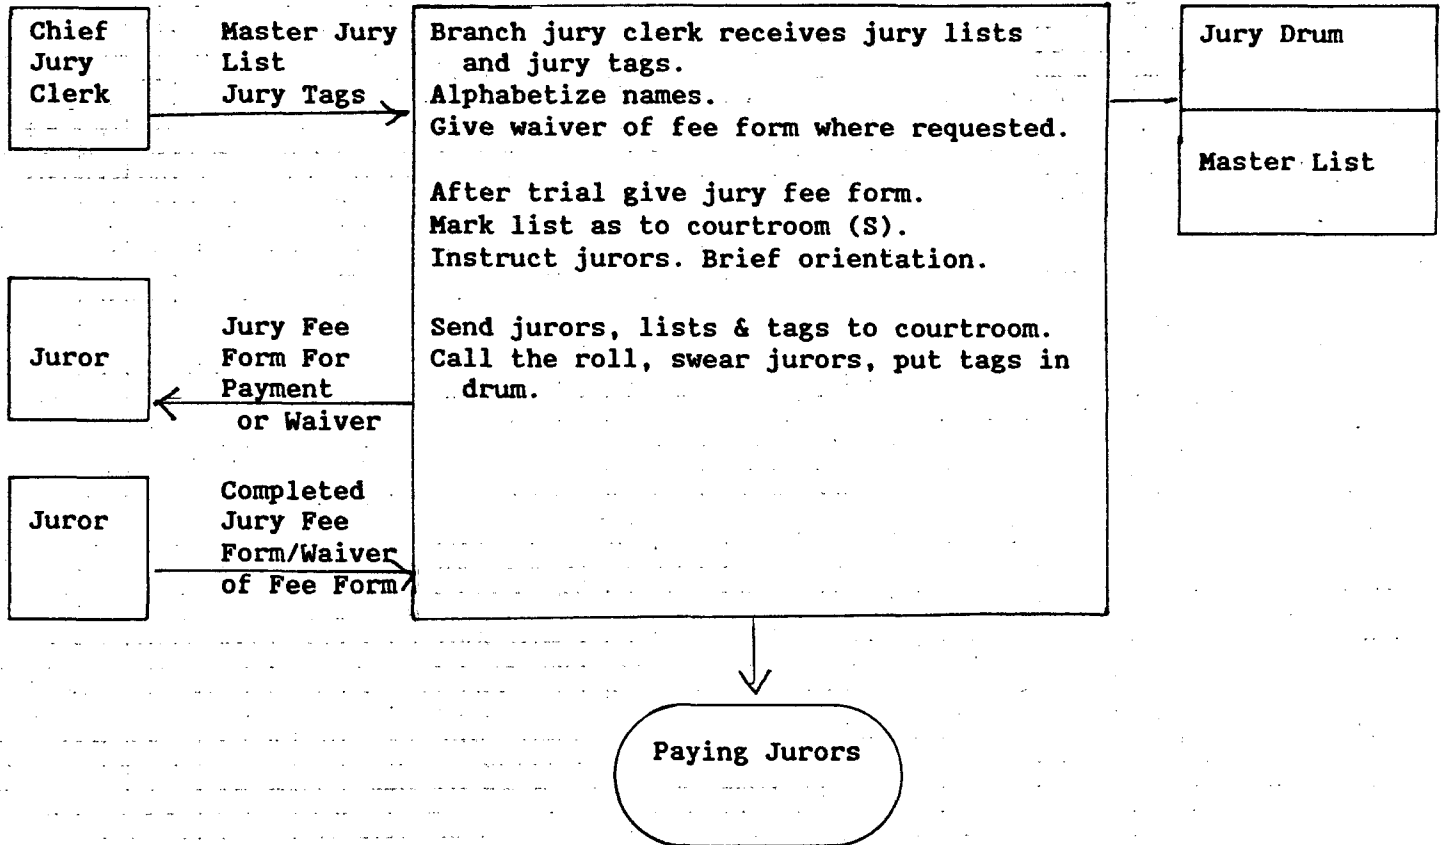 Chief
Jury
Clerk
Master Jury
List
Jury Tags
Branch jury clerk receives jury lists
and jury tags.
Alphabetize names.
Give waiver of fee form where requested.
After trial give jury fee form.
Mark list as to courtroom (S).
Instruct jurors. Brief orientation.
Send jurors, lists & tags to courtroom.
Call the roll, swear jurors, put tags in
drum.
Jury Drum
Master List
Juror
Jury Fee
Form For
Payment
or Waiver
Juror
Completed
Jury Fee
Form/Waiver
of Fee Form
Paying Jurors